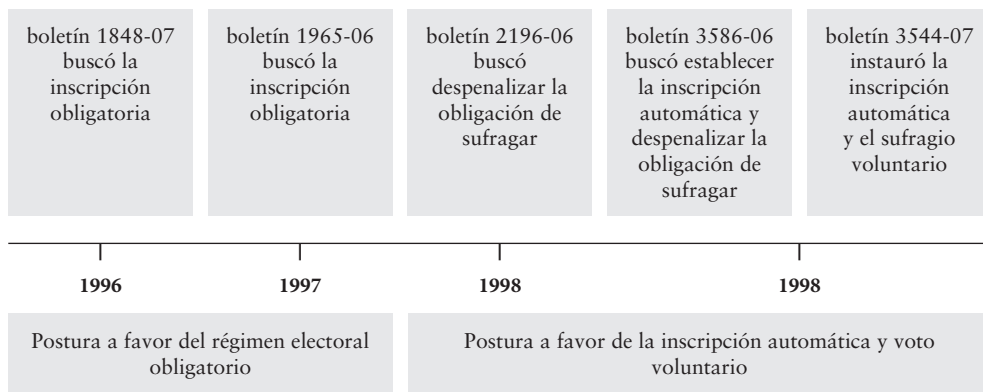 boletín 1848-07
buscó la
inscripción
obligatoria
boletín 1965-06
buscó la
inscripción
obligatoria
boletín 2196-06
buscó
despenalizar la
obligación de
sufragar
boletín 3586-06
buscó establecer
la inscripción
automática y
despenalizar la
obligación de
sufragar
boletín 3544-07
instauró la
inscripción
automática
y el sufragio
voluntario
1996
1997
1998
1998
Postura a favor del régimen electoral
obligatorio
Postura a favor de la inscripción automática y voto
voluntario